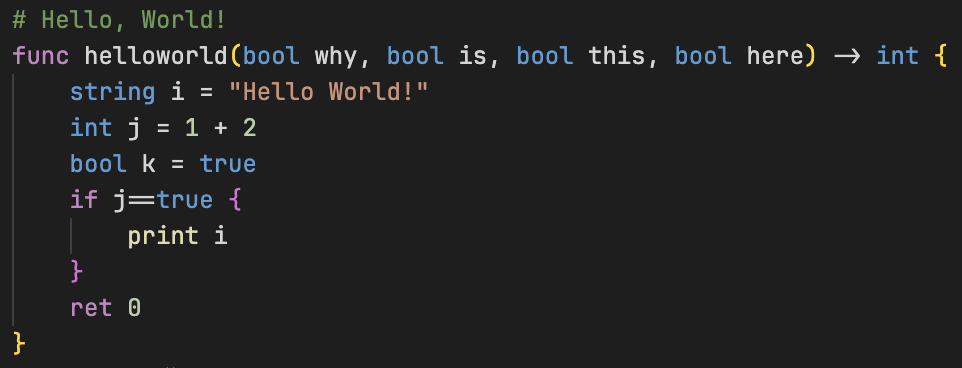 # Hello, World!
func helloworld(bool why, bool is, bool this, bool here) -> int {
    string i = "Hello World!"
    int j = 1 + 2
    bool k = true
    if j==true {
        print i
    }
    ret 0
}